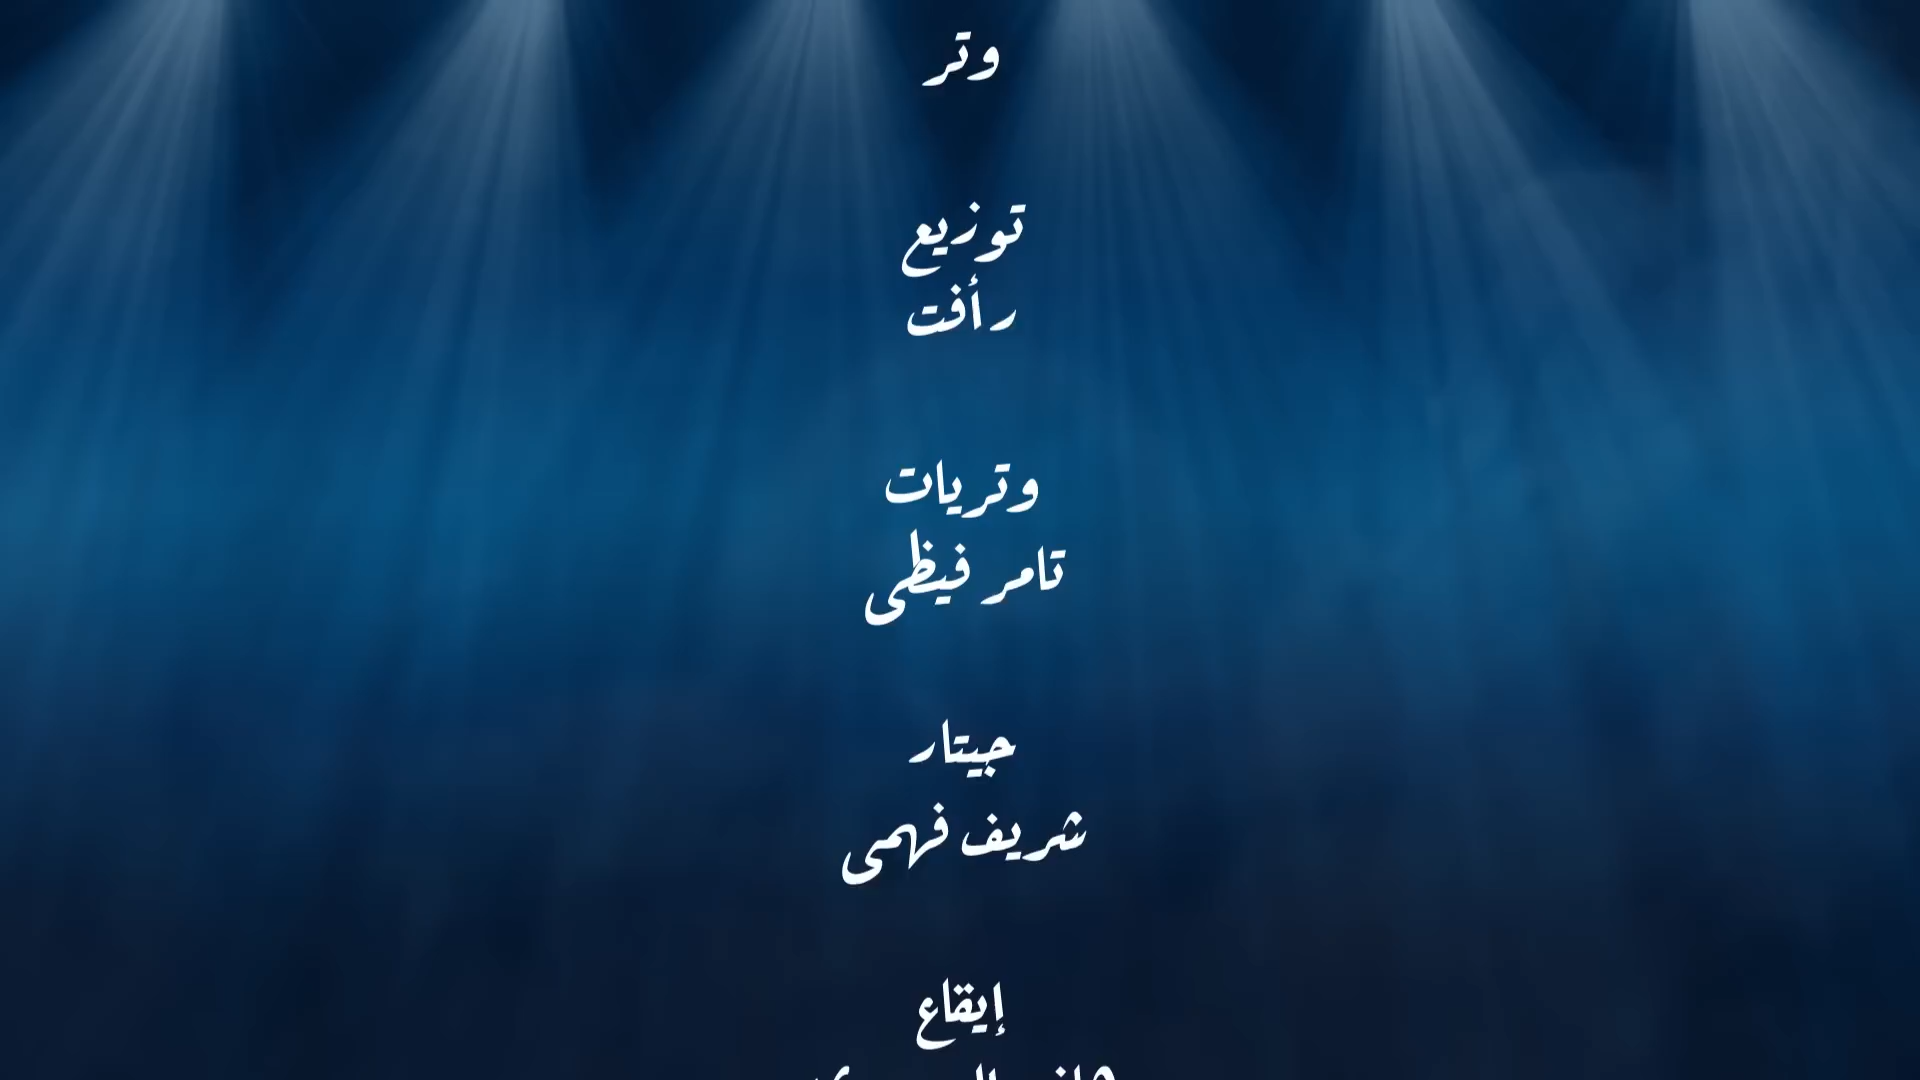 وتر
توزيع
رأفت
وتريات
تامر فيظى
جيتار
شريف فهمى
إيقاع